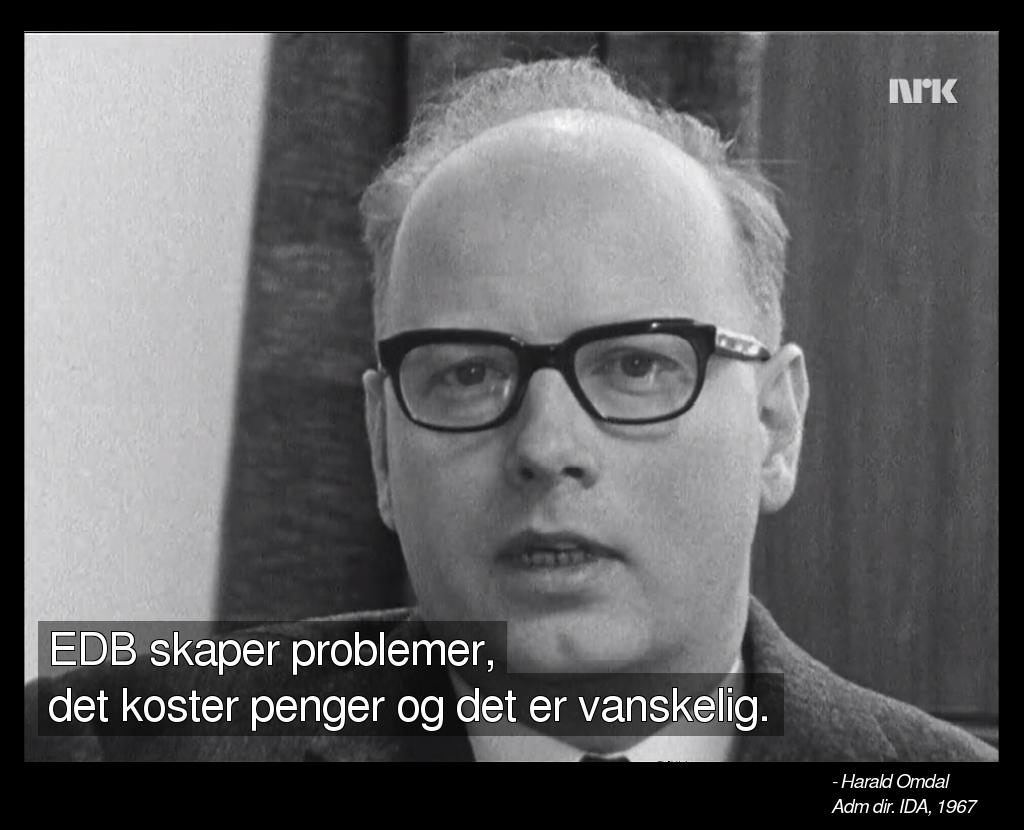 nrk
EDB skaper problemer,
det koster penger og det er vanskelig.
- Harald Omdal
Adm dir. IDA, 1967